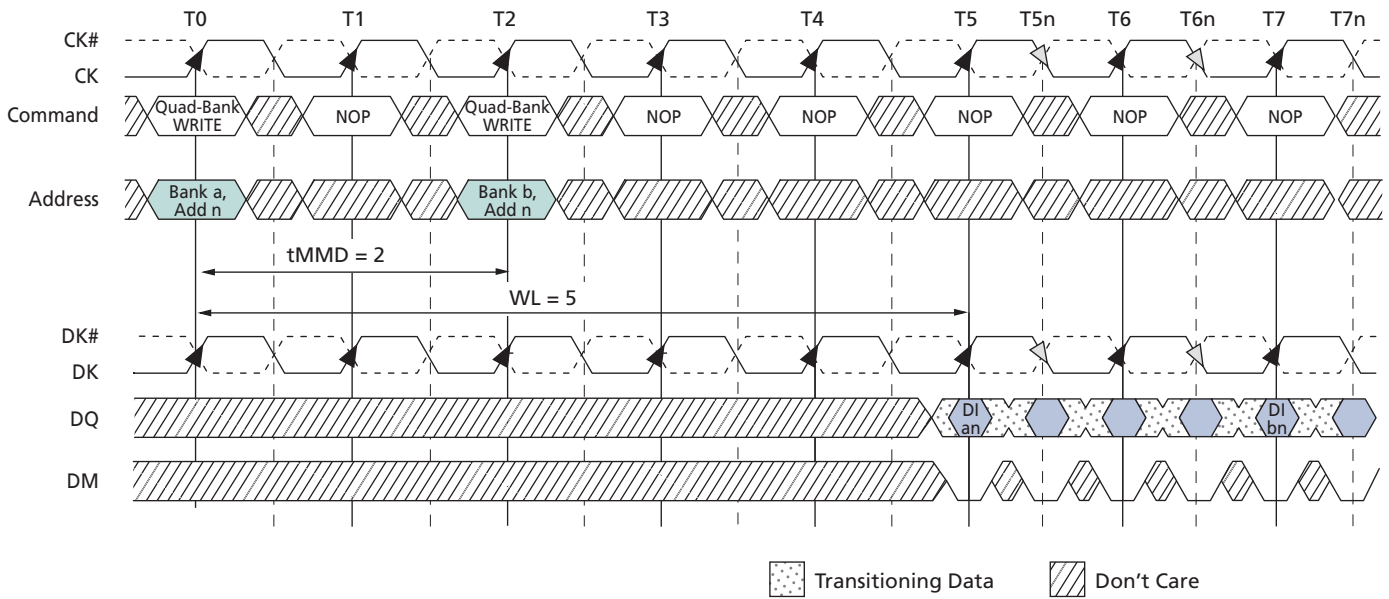 T0 T1 T2 T3 T4 T5 T5n T6 T6n T7 T7n
CK#
CK
Command
Quad-Bank
WRITE
NOP
Quad-Bank
WRITE
NOP
NOP
NOP
NOP
NOP
Address
Bank a,
Add n
Bank b,
Add n
tMMD = 2
WL = 5
DK#
DK
DQ
DI
an
DI
bn
DM
Transitioning Data
Don't Care